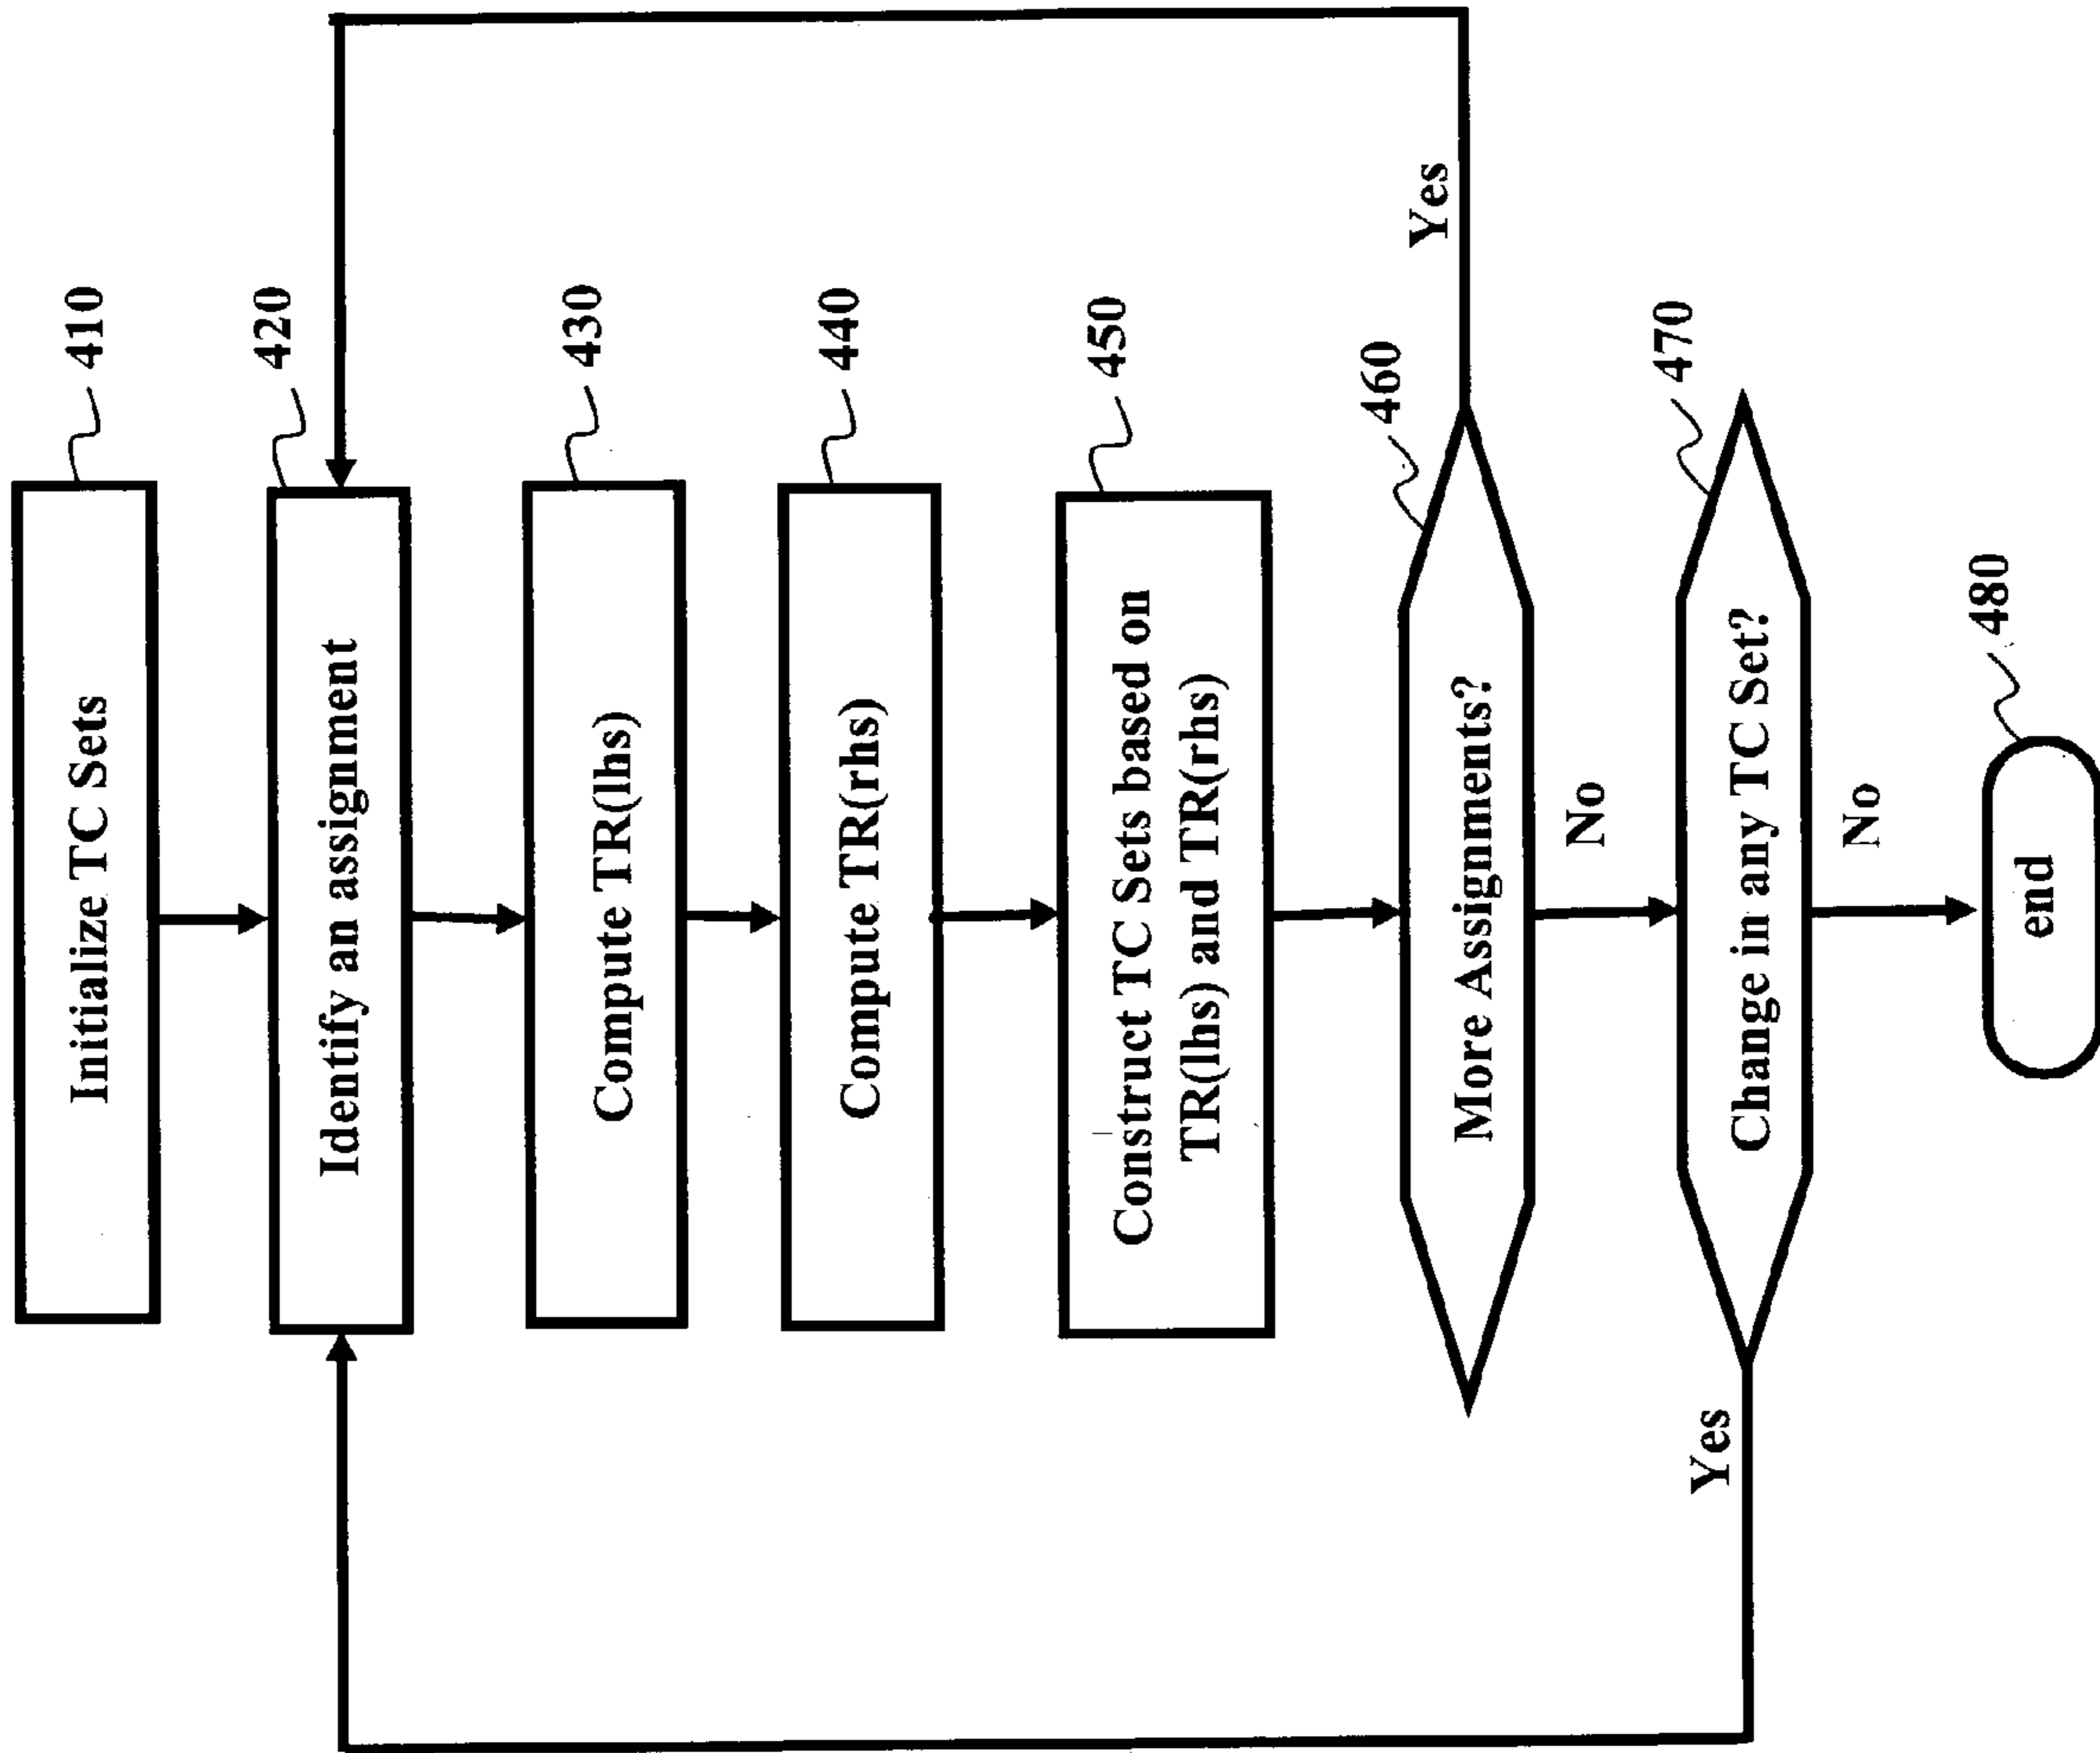 Initialize TC Sets
410
Identify an assignment
420
Compute TR(lhs)
430
Compute TR(rhs)
440
Construct TC Sets based on
TR(lhs) and TR(rhs)
450
More Assignments?
460
Yes
No
Change in any TC Set?
470
Yes
No
end
480